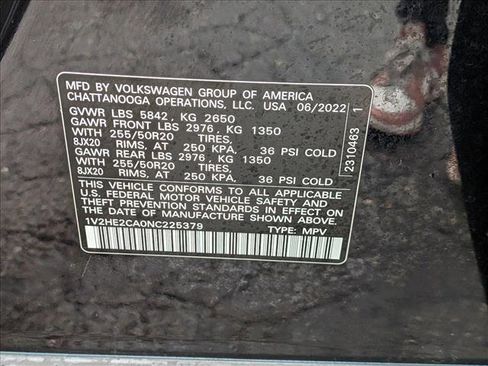 MFD BY VOLKSWAGEN GROUP OF AMERICA
CHATTANOOGA OPERATIONS, LLC. USA 06/2022
GVWR LBS 5842, KG 2650
GAWR FRONT LBS 2976, KG 1350
WITH 255/50R20 TIRES,
8JX20 RIMS, AT 250 KPA, 36 PSI COLD
GAWR REAR LBS 2976, KG 1350
WITH 255/50R20 TIRES,
8JX20 RIMS, AT 250 KPA, 36 PSI COLD
THIS VEHICLE CONFORMS TO ALL APPLICABLE
U.S. FEDERAL MOTOR VEHICLE SAFETY AND
THEFT PREVENTION STANDARDS IN EFFECT ON
THE DATE OF MANUFACTURE SHOWN ABOVE.
1V2HE2CA0NC225379 TYPE: MPV
2310463 1